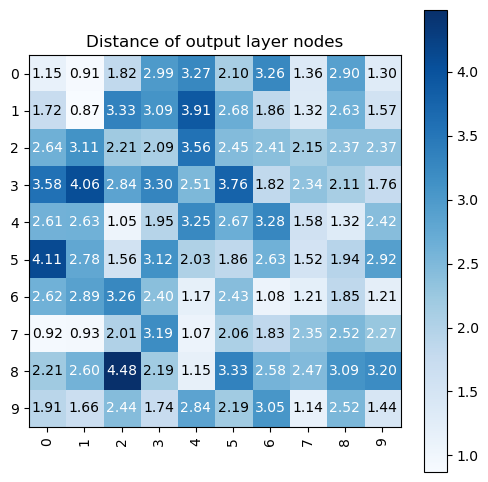 Distance of output layer nodes
0 1.15 0.91 1.82 2.99 3.27 2.10 3.26 1.36 2.90 1.30
1 1.72 0.87 3.33 3.09 3.91 2.68 1.86 1.32 2.63 1.57
2 2.64 3.11 2.21 2.09 3.56 2.45 2.41 2.15 2.37 2.37
3 3.58 4.06 2.84 3.30 2.51 3.76 1.82 2.34 2.11 1.76
4 2.61 2.63 1.05 1.95 3.25 2.67 3.28 1.58 1.32 2.42
5 4.11 2.78 1.56 3.12 2.03 1.86 2.63 1.52 1.94 2.92
6 2.62 2.89 3.26 2.40 1.17 2.43 1.08 1.21 1.85 1.21
7 0.92 0.93 2.01 3.19 1.07 2.06 1.83 2.35 2.52 2.27
8 2.21 2.60 4.48 2.19 1.15 3.33 2.58 2.47 3.09 3.20
9 1.91 1.66 2.44 1.74 2.84 2.19 3.05 1.14 2.52 1.44
0 1 2 3 4 5 6 7 8 9
4.0
3.5
3.0
2.5
2.0
1.5
1.0